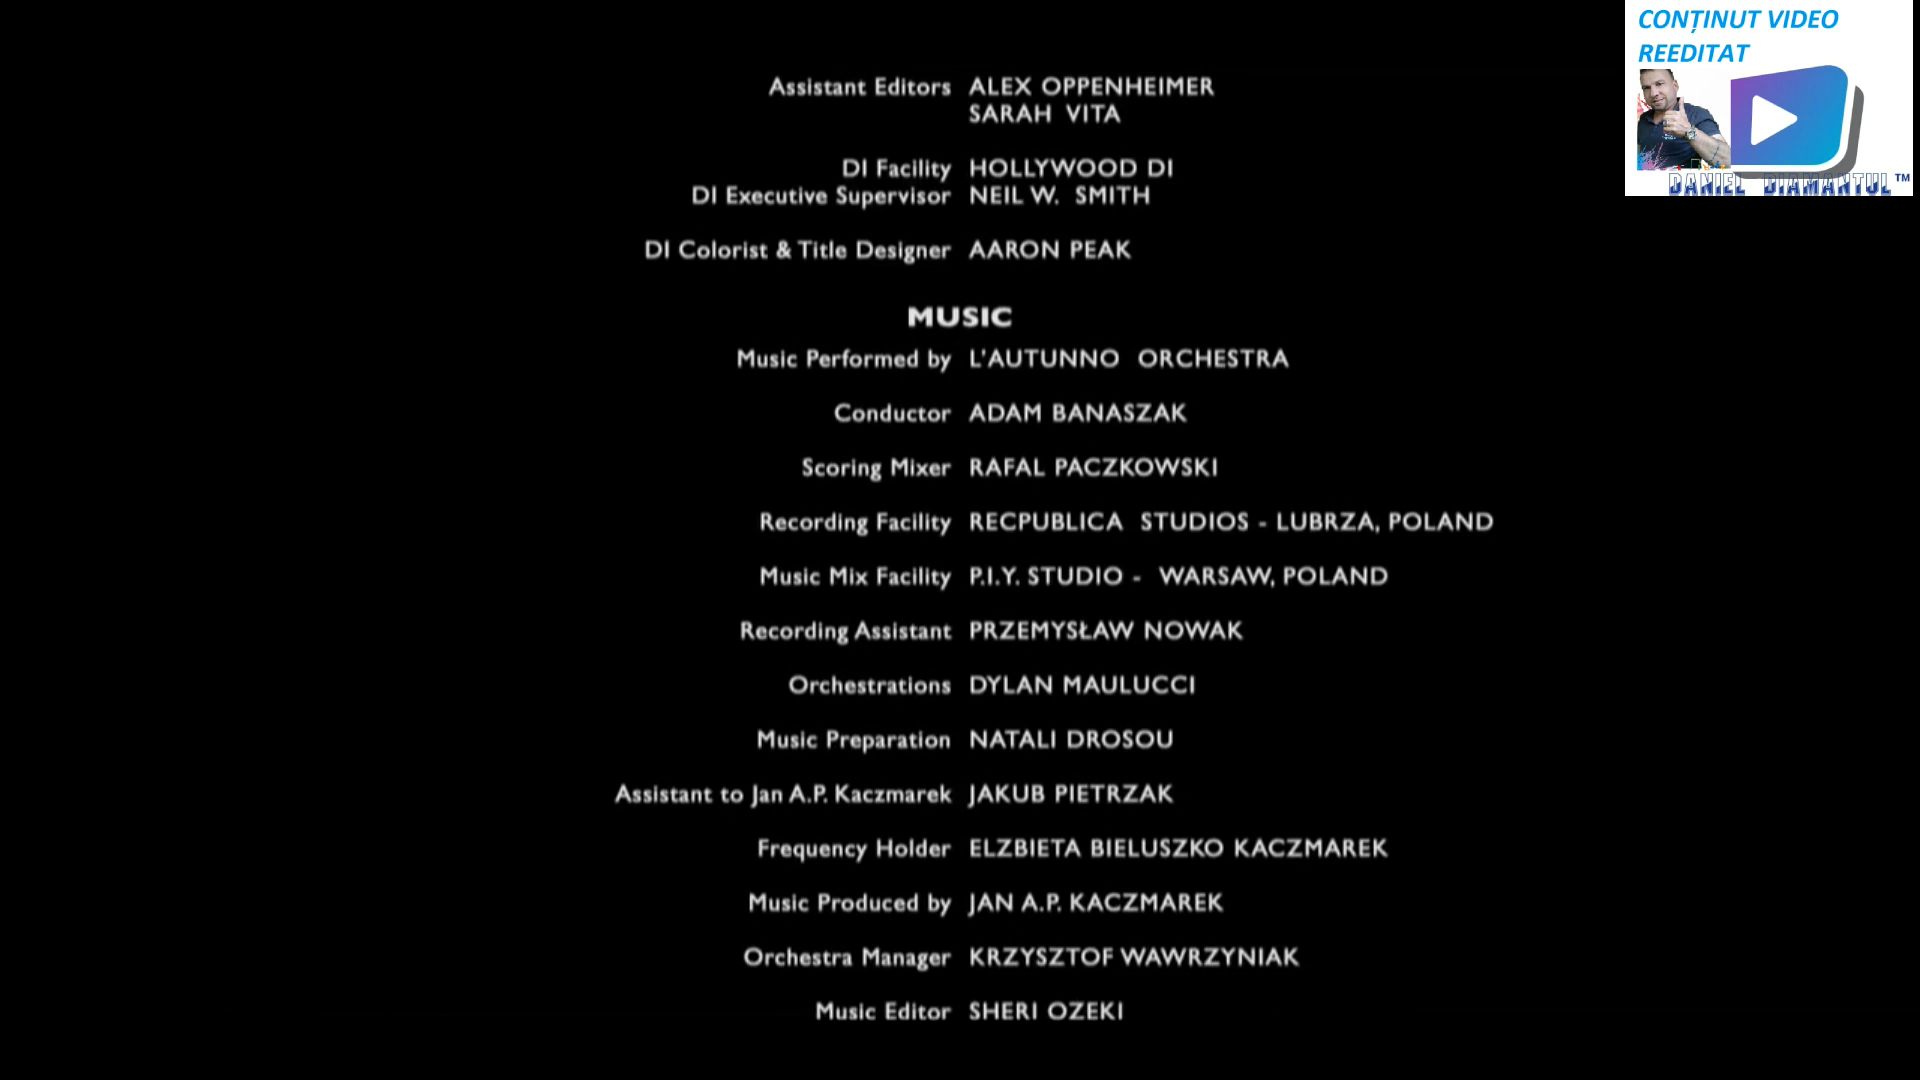 CONȚINUT VIDEO
REEDITAT
DANIEL DIAMANTUL™
Assistant Editors ALEX OPPENHEIMER
SARAH VITA
DI Facility HOLLYWOOD DI
DI Executive Supervisor NEIL W. SMITH
DI Colorist & Title Designer AARON PEAK
MUSIC
Music Performed by L'AUTUNNO ORCHESTRA
Conductor ADAM BANASZAK
Scoring Mixer RAFAL PACZKOWSKI
Recording Facility RECPUBLICA STUDIOS - LUBRZA, POLAND
Music Mix Facility P.I.Y. STUDIO - WARSAW, POLAND
Recording Assistant PRZEMYSŁAW NOWAK
Orchestrations DYLAN MAULUCCI
Music Preparation NATALI DROSOU
Assistant to Jan A.P. Kaczmarek JAKUB PIETRZAK
Frequency Holder ELZBIETA BIELUSZKO KACZMAREK
Music Produced by JAN A.P. KACZMAREK
Orchestra Manager KRZYSZTOF WAWRZYNIAK
Music Editor SHERI OZEKI